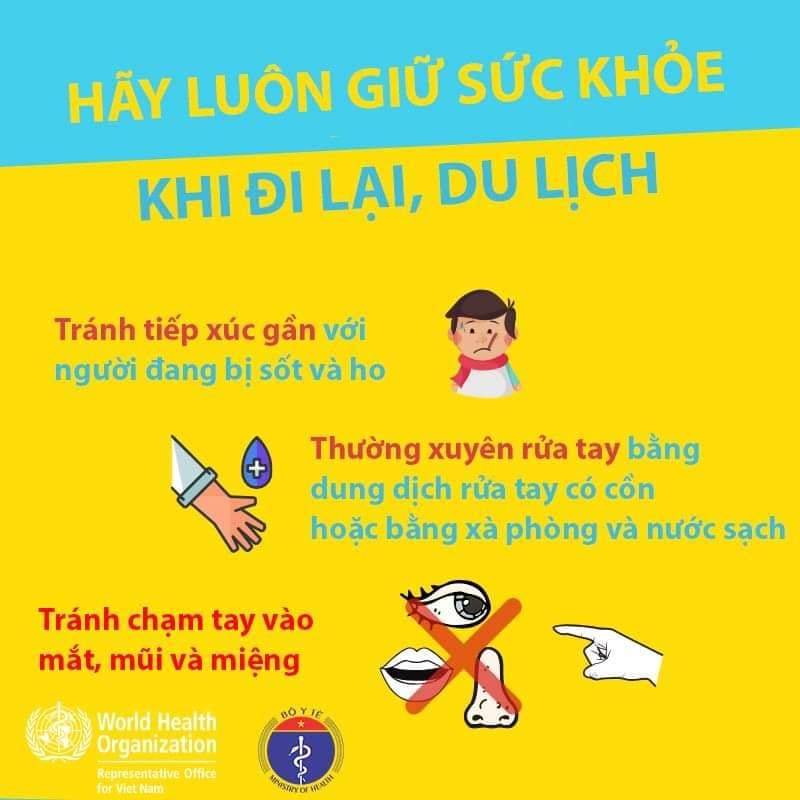 HÃY LUÔN GIỮ SỨC KHỎE
KHI ĐI LẠI, DU LỊCH
Tránh tiếp xúc gần với
người đang bị sốt và ho
Thường xuyên rửa tay bằng
dung dịch rửa tay có cồn
hoặc bằng xà phòng và nước sạch
Tránh chạm tay vào
mắt, mũi và miệng
World Health
Organization
Representative Office
for Viet Nam
BỘ Y TẾ
MINISTRY OF HEALTH